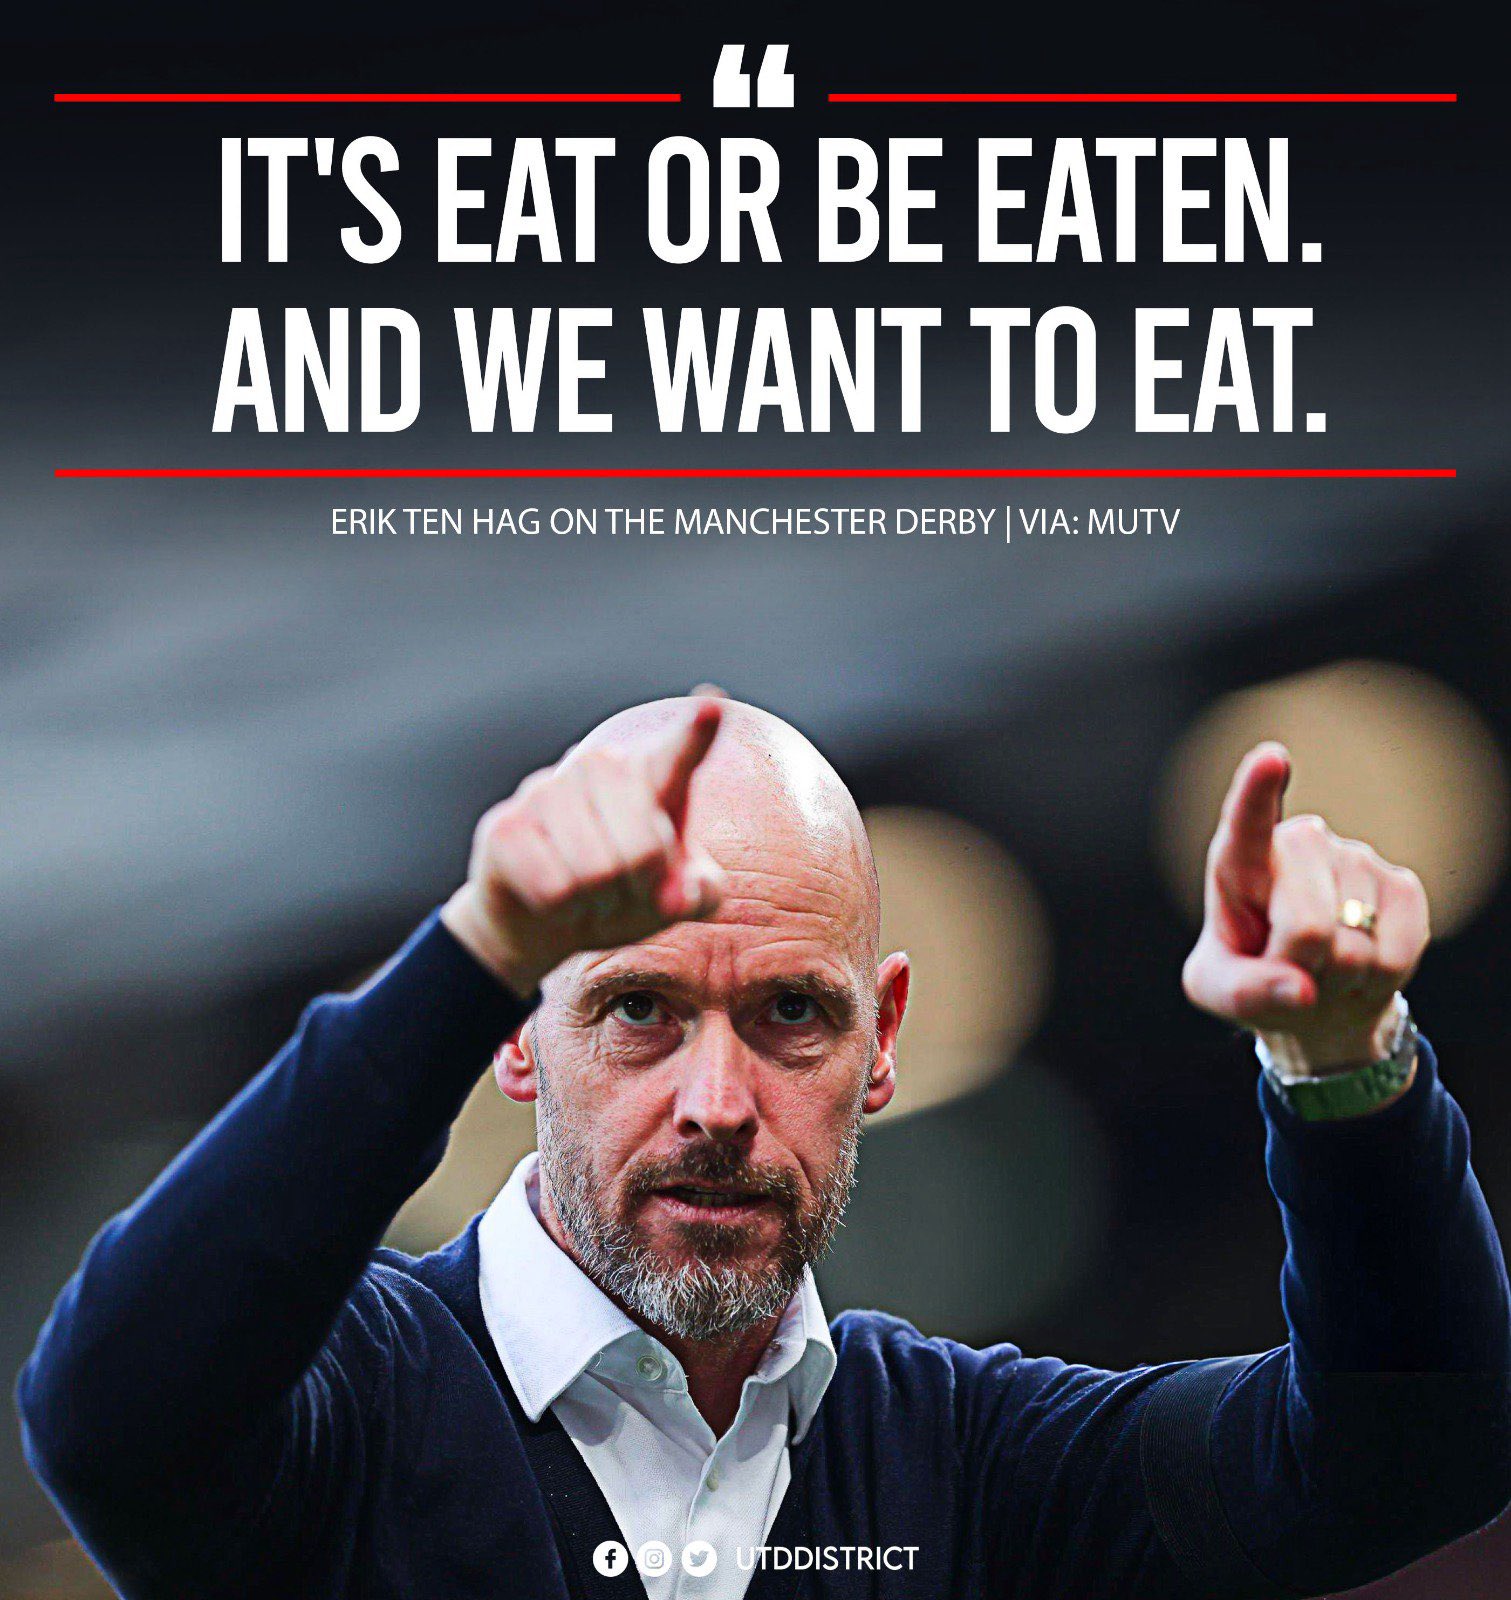 “
IT'S EAT OR BE EATEN.
AND WE WANT TO EAT.
ERIK TEN HAG ON THE MANCHESTER DERBY | VIA: MUTV
UTDDISTRICT